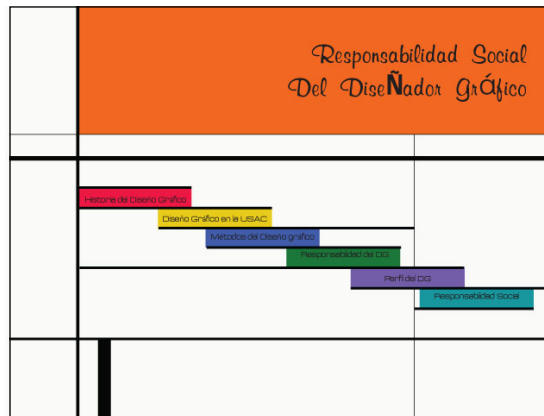 Responsabilidad Social
Del DiseÑador Gráfico
Historia del Diseño Gráfico
Diseño Gráfico en la USAC
Métodos del Diseño gráfico
Responsabilidad del DG
Perfil del DG
Responsabilidad Social